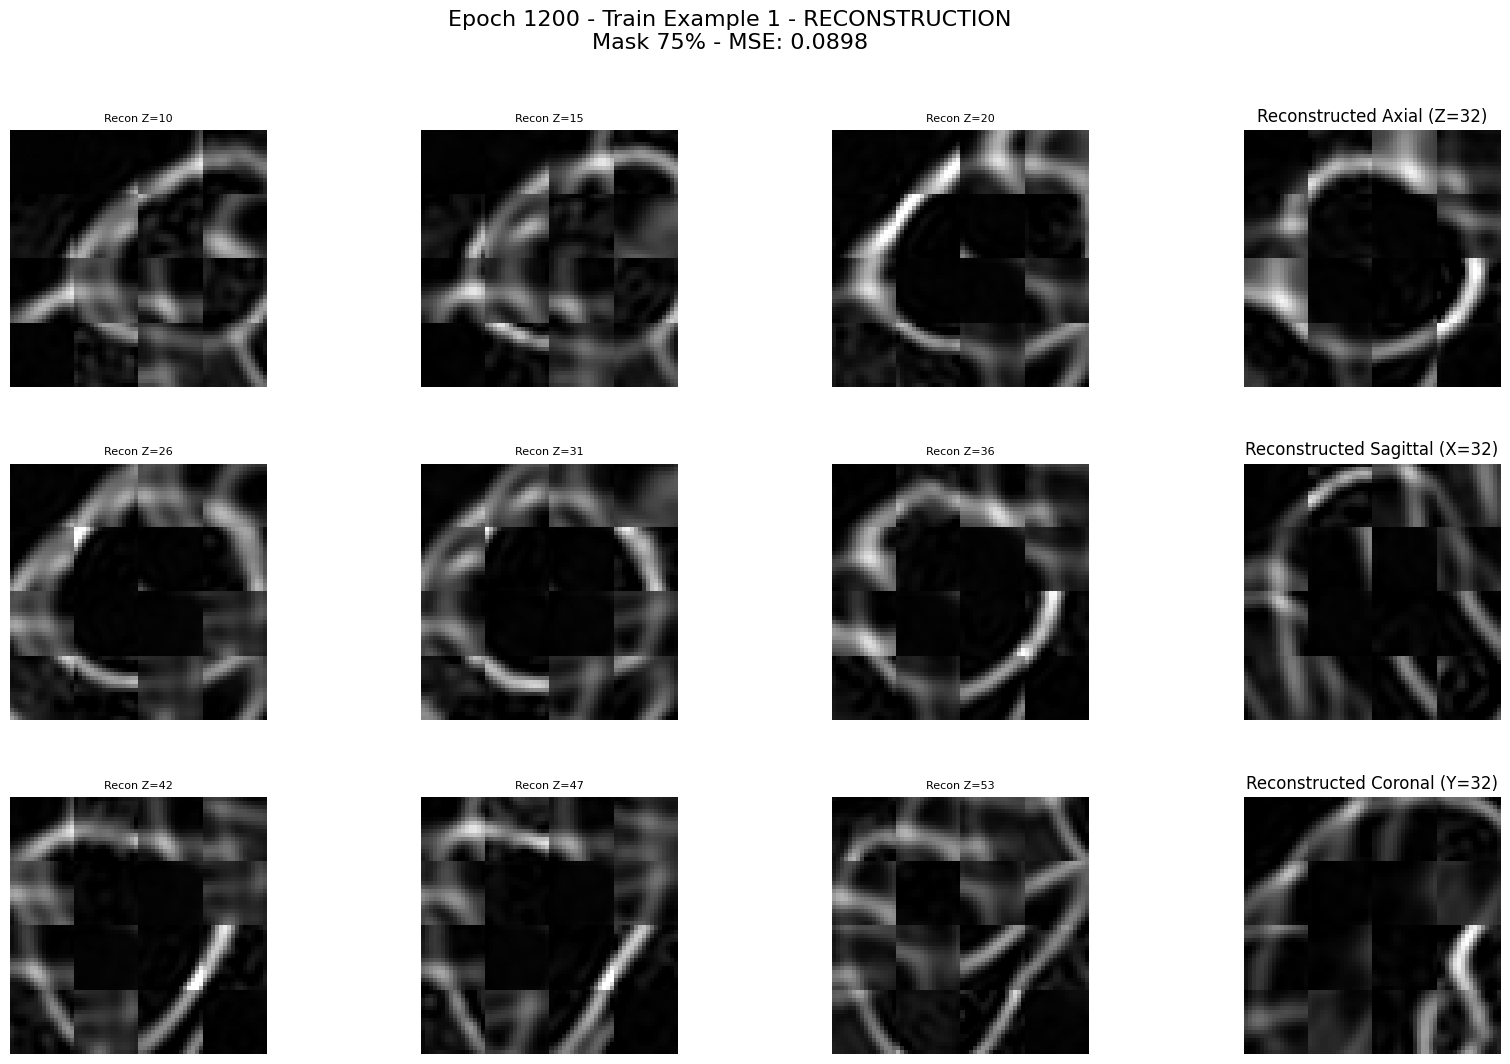 Epoch 1200 - Train Example 1 - RECONSTRUCTION
Mask 75% - MSE: 0.0898
Recon Z=10
Recon Z=15
Recon Z=20
Reconstructed Axial (Z=32)
Recon Z=26
Recon Z=31
Recon Z=36
Reconstructed Sagittal (X=32)
Recon Z=42
Recon Z=47
Recon Z=53
Reconstructed Coronal (Y=32)